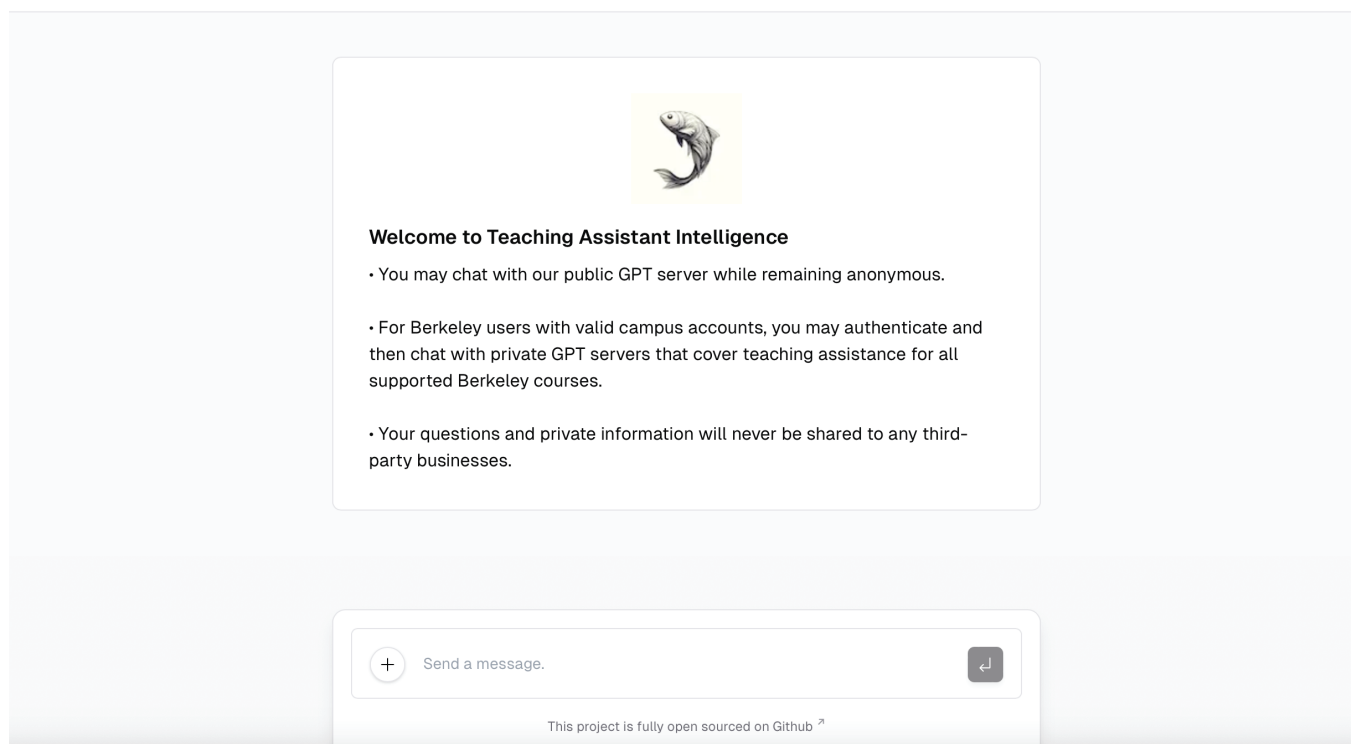 Welcome to Teaching Assistant Intelligence
• You may chat with our public GPT server while remaining anonymous.
• For Berkeley users with valid campus accounts, you may authenticate and
then chat with private GPT servers that cover teaching assistance for all
supported Berkeley courses.
• Your questions and private information will never be shared to any third-
party businesses.
Send a message.
This project is fully open sourced on Github ↗